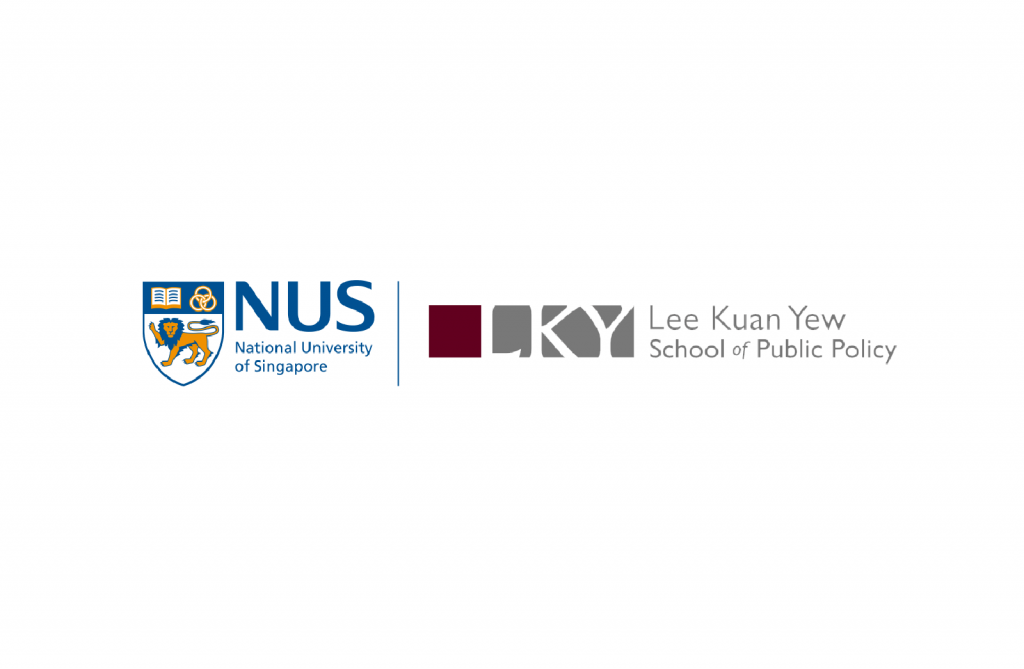 NUS
National University
of Singapore
LKY
Lee Kuan Yew
School of Public Policy